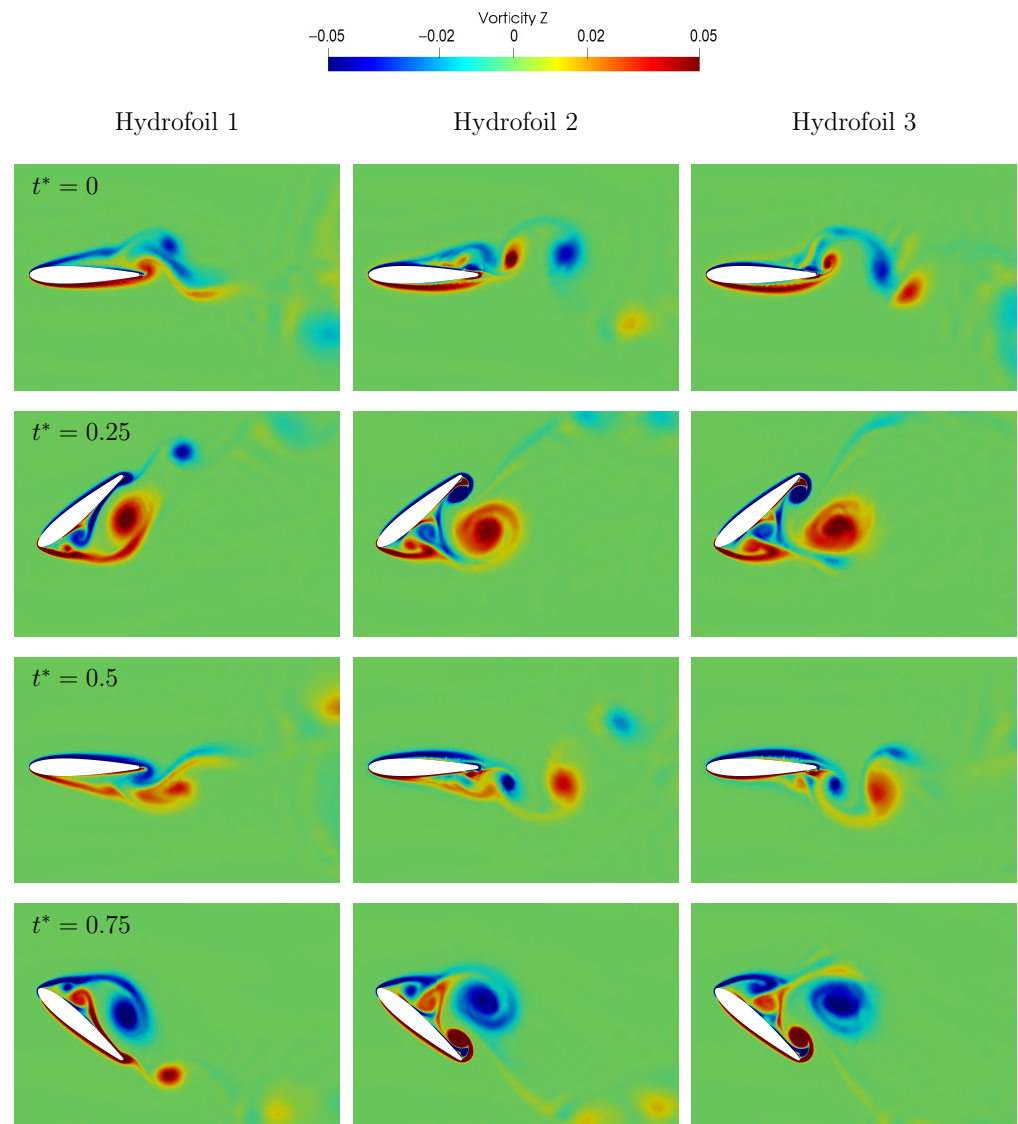 Vorticity Z
−0.05 −0.02 0 0.02 0.05
Hydrofoil 1 Hydrofoil 2 Hydrofoil 3
t* = 0
t* = 0.25
t* = 0.5
t* = 0.75